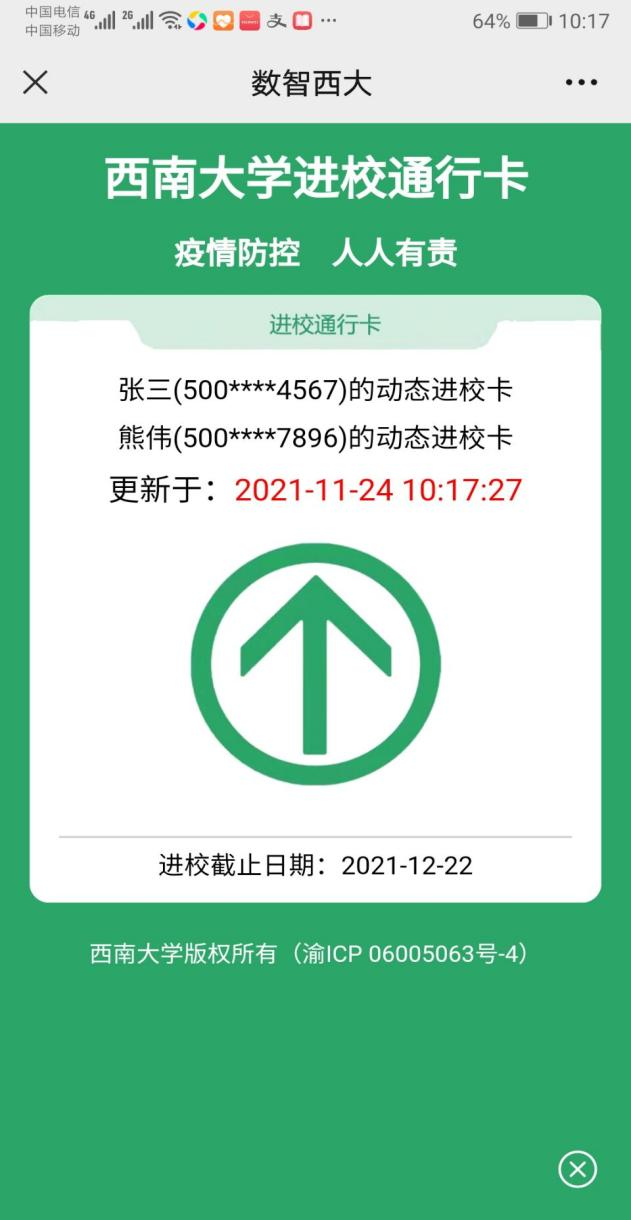 中国电信 4G 2G 64% 10:17
中国移动
数智西大
西南大学进校通行卡
疫情防控 人人有责
进校通行卡
张三(500****4567)的动态进校卡
熊伟(500****7896)的动态进校卡
更新于：2021-11-24 10:17:27
进校截止日期：2021-12-22
西南大学版权所有（渝ICP 06005063号-4）